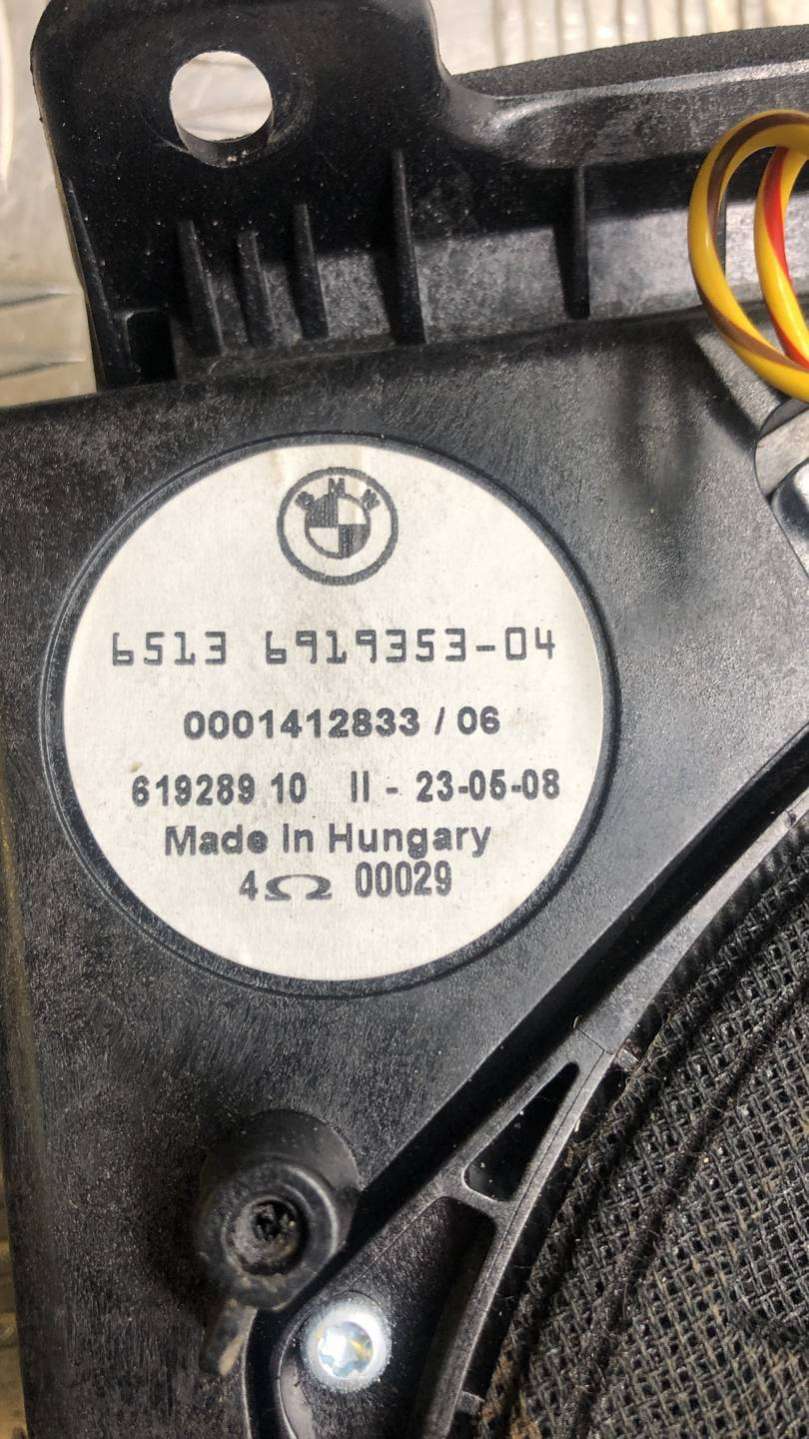 BMW
6513 6919353-04
0001412833 / 06
619289 10 II - 23-05-08
Made In Hungary
4Ω 00029